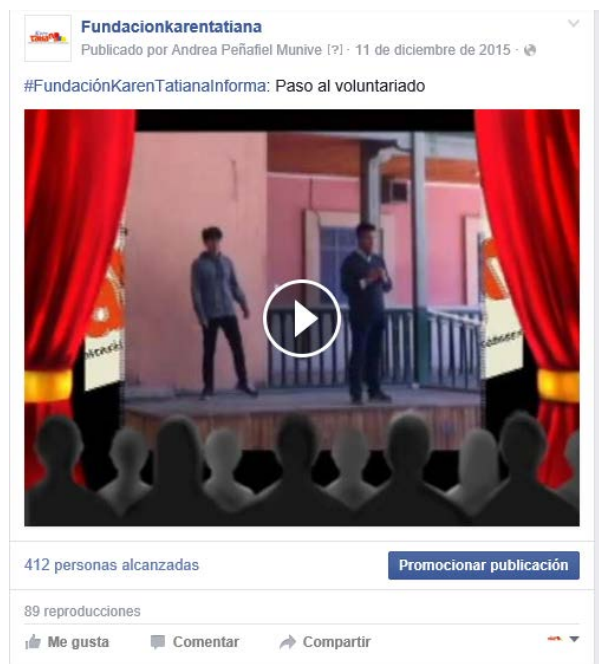 Fundacionkarentatiana
Publicado por Andrea Peñafiel Munive [?] · 11 de diciembre de 2015 ·
#FundaciónKarenTatianaInforma: Paso al voluntariado
412 personas alcanzadas
Promocionar publicación
89 reproducciones
Me gusta Comentar Compartir